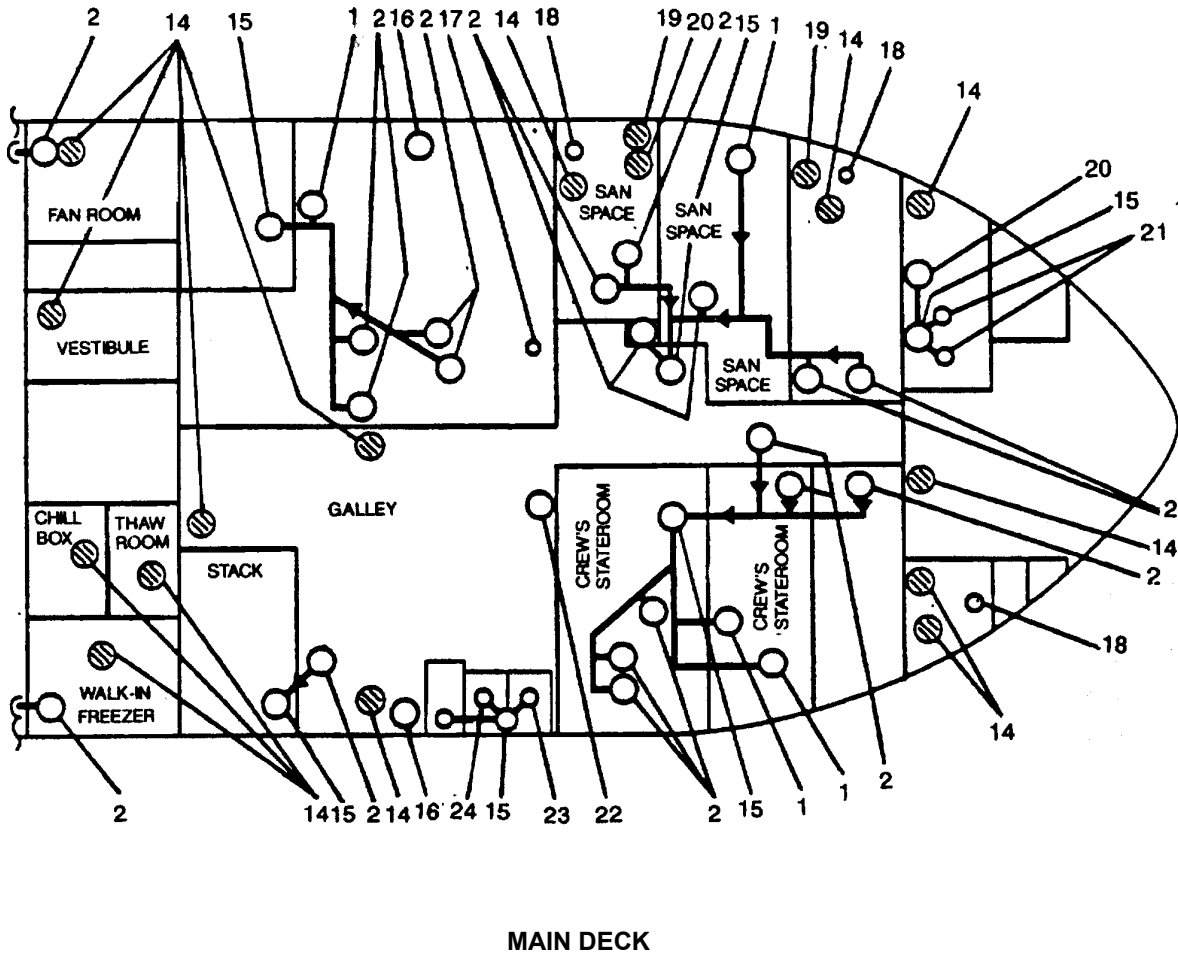 2 14 15 1 2 16 2 17 2 14 18 19 20 2 15 1 19 14 18
14
20
15
21
FAN ROOM
SAN
SPACE
SAN
SPACE
VESTIBULE
SAN
SPACE
GALLEY
CHILL
BOX
THAW
ROOM
STACK
CREW'S
STATEROOM
CREW'S
STATEROOM
2
14
2
18
WALK-IN
FREEZER
14
2 14 15 2 14 16 24 15 23 22 2 15 1 1 2
MAIN DECK